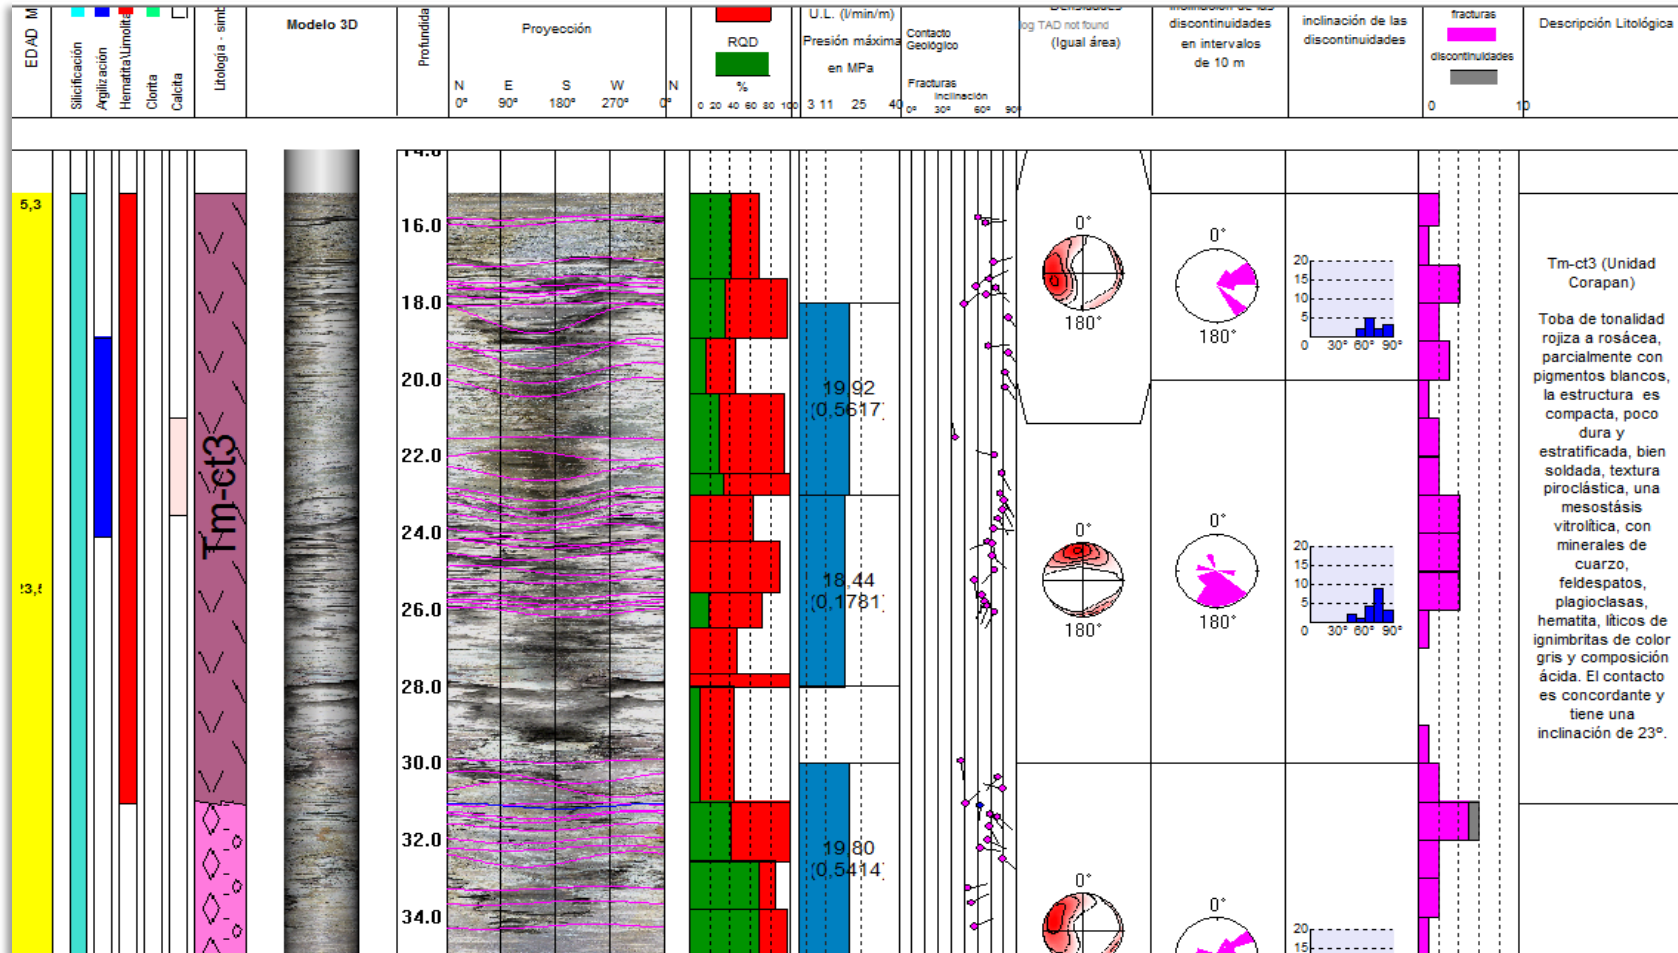 EDAD M
Silicificación
Argilización
Hematita\Limolita
Clorita
Calcita
Litología - simb
Modelo 3D
Profundida
Proyección
N E S W N
0° 90° 180° 270° 0°
RQD
%
0 20 40 60 80 100
U.L. (l/min/m)
Presión máxima
en MPa
3 11 25 40
Contacto
Geológico
Fracturas
Inclinación
0° 30° 60° 90°
og TAD not found
(Igual área)
discontinuidades
en intervalos
de 10 m
inclinación de las
discontinuidades
fracturas
discontinuidades
0 10
Descripción Litológica
14.0
5,3
16.0
18.0
20.0
22.0
24.0
26.0
28.0
30.0
32.0
34.0
Tm-ct3
19,92
(0,5617)
18,44
(0,1781)
19,80
(0,5414)
0°
180°
0°
180°
20
15
10
5
0 30° 60° 90°
0°
180°
0°
180°
20
15
10
5
0 30° 60° 90°
0°
180°
0°
20
15
Tm-ct3 (Unidad
Corapan)
Toba de tonalidad
rojiza a rosácea,
parcialmente con
pigmentos blancos,
la estructura es
compacta, poco
dura y
estratificada, bien
soldada, textura
piroclástica, una
mesostásis
vitrolítica, con
minerales de
cuarzo,
feldespatos,
plagioclasas,
hematita, líticos de
ignimbritas de color
gris y composición
ácida. El contacto
es concordante y
tiene una
inclinación de 23º.